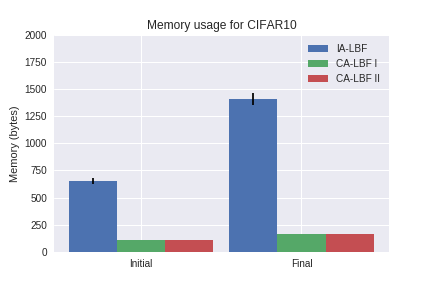 Memory usage for CIFAR10
2000
1750
1500
1250
1000
750
500
250
0
Memory (bytes)
IA-LBF
CA-LBF I
CA-LBF II
Initial
Final